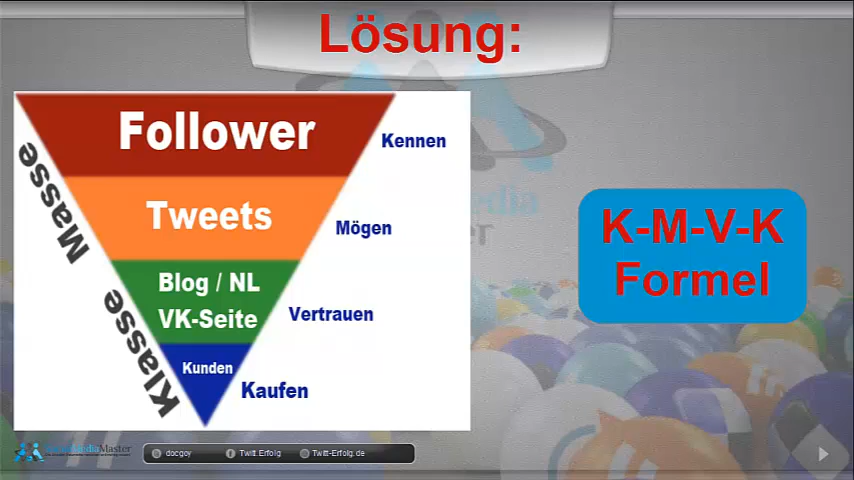 Lösung:
Follower
Kennen
Masse
Tweets
Mögen
K-M-V-K
Formel
Blog / NL
VK-Seite
Vertrauen
Klasse
Kunden
Kaufen
docgoy
Twitt.Erfolg
Twitt-Erfolg.de